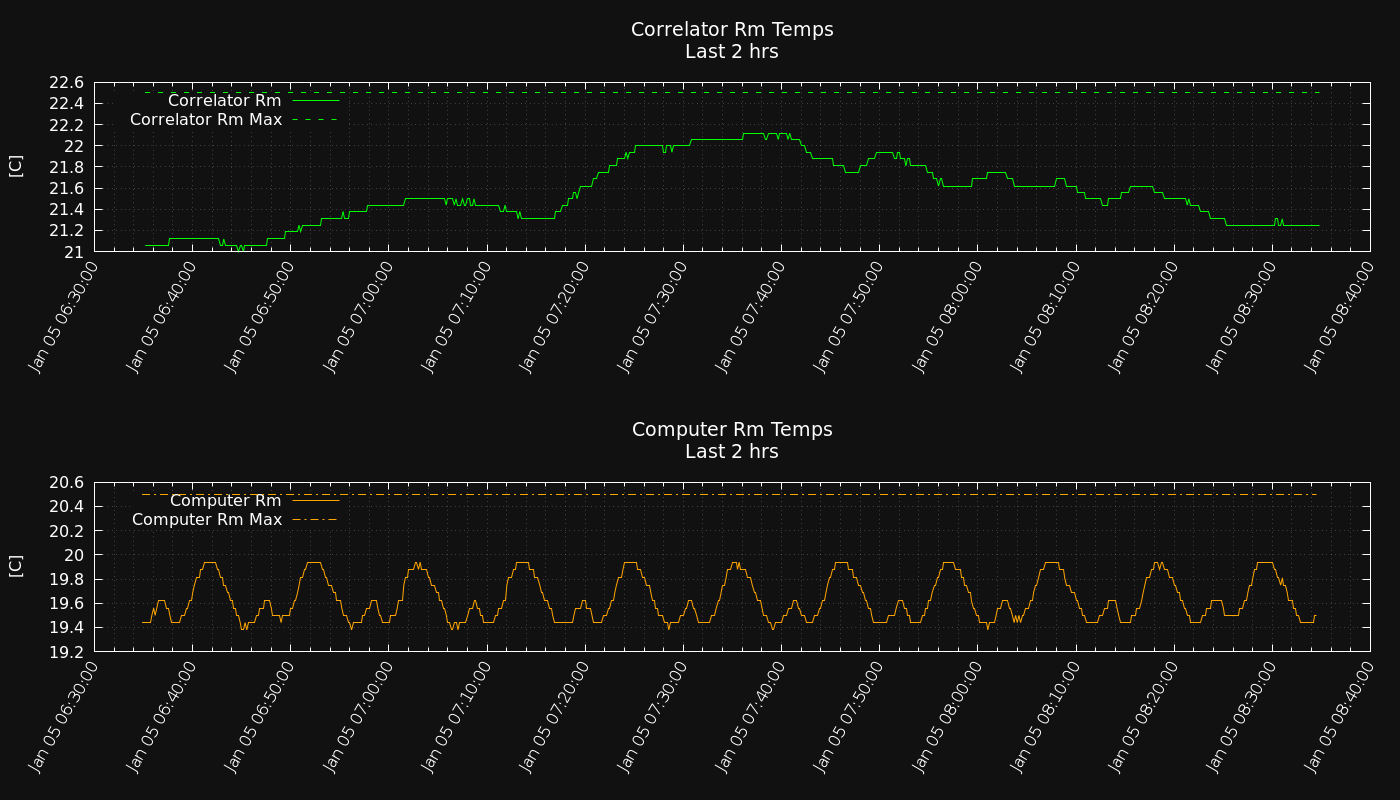 Correlator Rm Temps
Last 2 hrs
[C]
22.6
22.4
22.2
22
21.8
21.6
21.4
21.2
21
Correlator Rm
Correlator Rm Max
Jan 05 06:30:00
Jan 05 06:40:00
Jan 05 06:50:00
Jan 05 07:00:00
Jan 05 07:10:00
Jan 05 07:20:00
Jan 05 07:30:00
Jan 05 07:40:00
Jan 05 07:50:00
Jan 05 08:00:00
Jan 05 08:10:00
Jan 05 08:20:00
Jan 05 08:30:00
Jan 05 08:40:00
Computer Rm Temps
Last 2 hrs
[C]
20.6
20.4
20.2
20
19.8
19.6
19.4
19.2
Computer Rm
Computer Rm Max
Jan 05 06:30:00
Jan 05 06:40:00
Jan 05 06:50:00
Jan 05 07:00:00
Jan 05 07:10:00
Jan 05 07:20:00
Jan 05 07:30:00
Jan 05 07:40:00
Jan 05 07:50:00
Jan 05 08:00:00
Jan 05 08:10:00
Jan 05 08:20:00
Jan 05 08:30:00
Jan 05 08:40:00